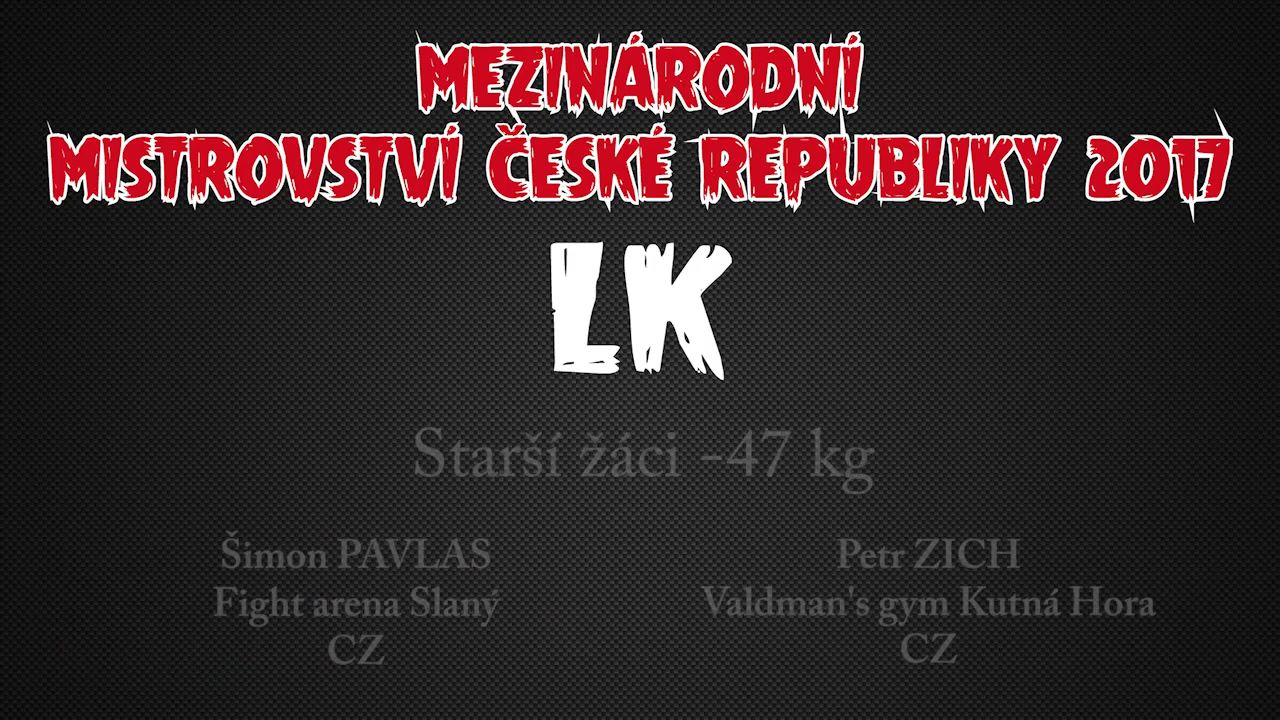 MEZINÁRODNÍ
MISTROVSTVÍ ČESKÉ REPUBLIKY 2017
LK
Starší žáci -47 kg
Šimon PAVLAS
Fight arena Slaný
CZ
Petr ZICH
Valdman's gym Kutná Hora
CZ